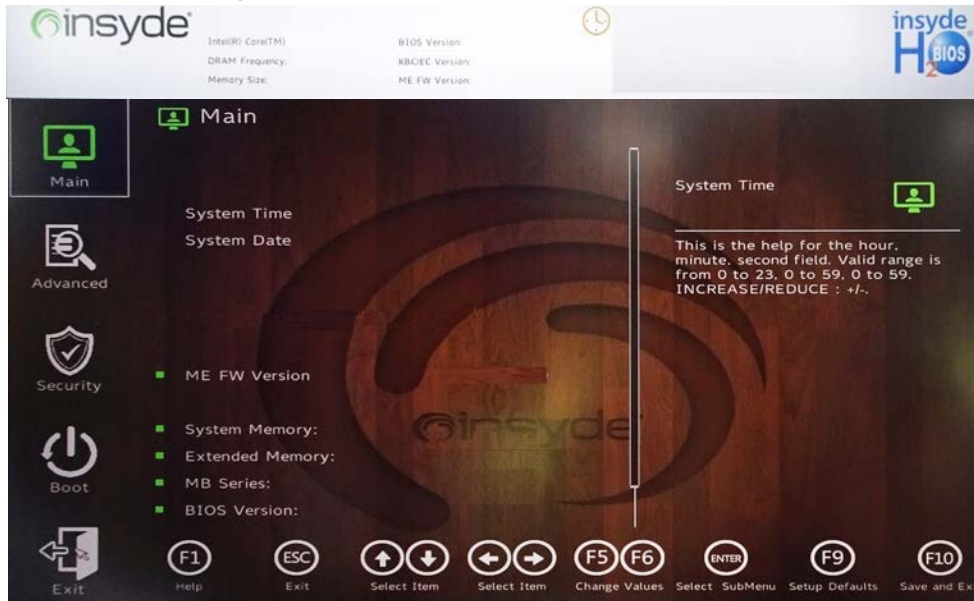 insyde
insyde
H2O BIOS
Intel(R) Core(TM)
BIOS Version:
DRAM Frequency:
KBC/EC Version:
Memory Size:
ME FW Version:
Main
Main
System Time
System Time
System Date
This is the help for the hour,
minute, second field. Valid range is
from 0 to 23, 0 to 59, 0 to 59.
INCREASE/REDUCE : +/-.
Advanced
Security
ME FW Version
insyde
System Memory:
Extended Memory:
MB Series:
BIOS Version:
Boot
Exit
F1
ESC
F5
F6
ENTER
F9
F10
Help
Exit
Select Item
Select Item
Change Values
Select SubMenu
Setup Defaults
Save and Ex